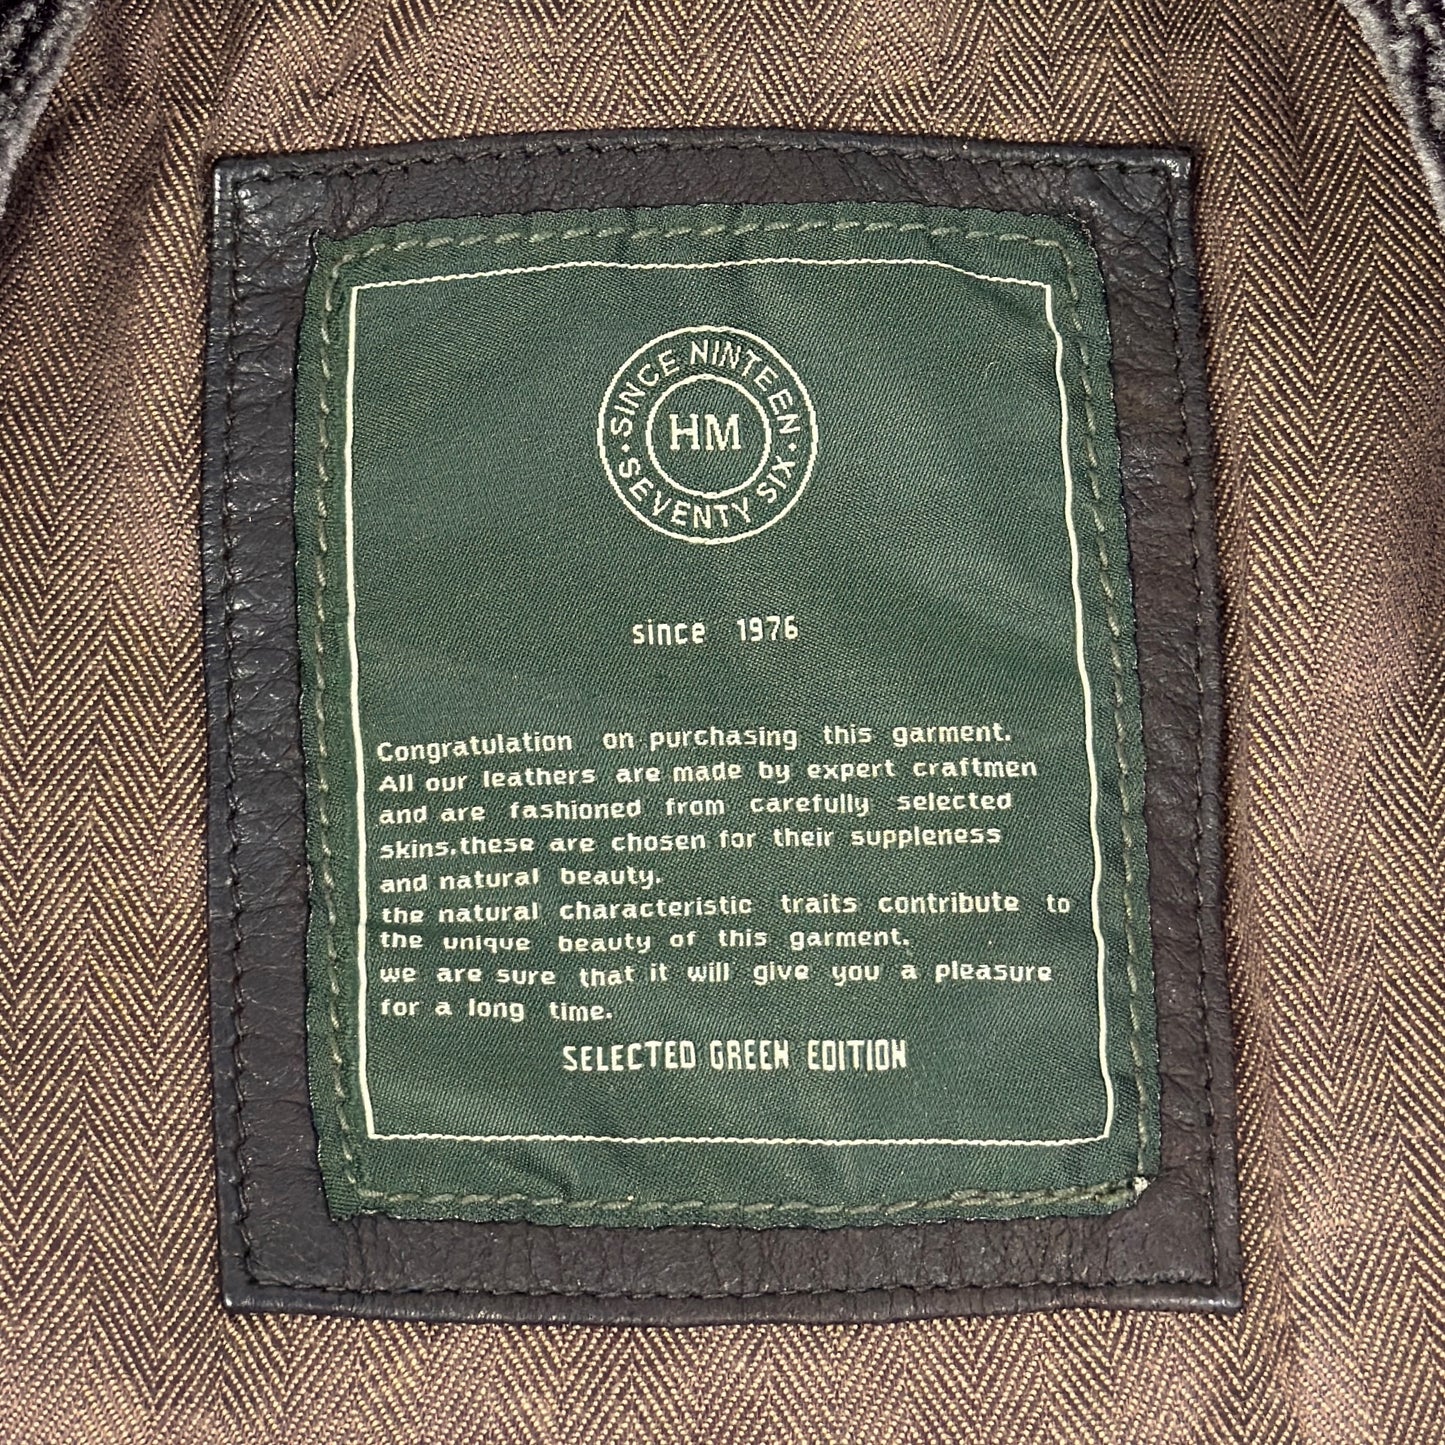 SINCE NINTEEN
HM
SEVENTY SIX
since 1976
Congratulation on purchasing this garment.
All our leathers are made by expert craftmen
and are fashioned from carefully selected
skins.these are chosen for their suppleness
and natural beauty.
the natural characteristic traits contribute to
the unique beauty of this garment.
we are sure that it will give you a pleasure
for a long time.
SELECTED GREEN EDITION